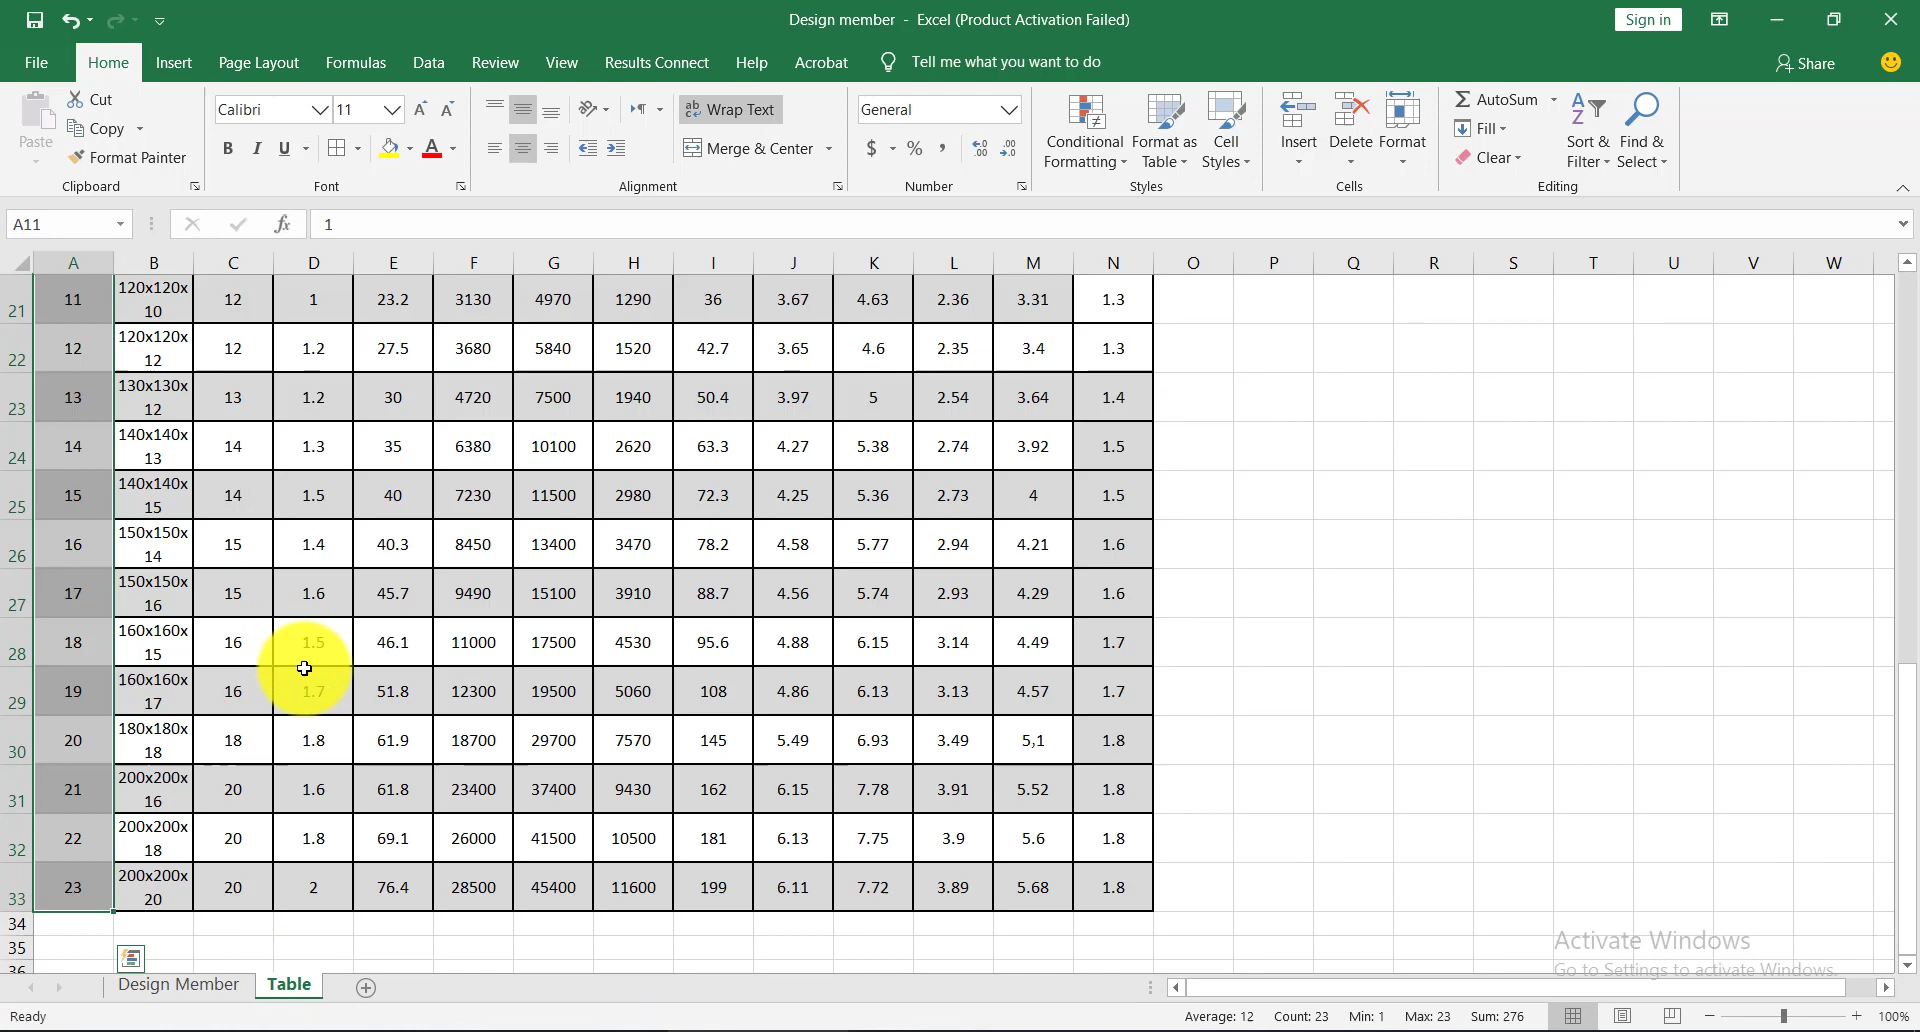 Design member - Excel (Product Activation Failed)
Sign in
File Home Insert Page Layout Formulas Data Review View Results Connect Help Acrobat Tell me what you want to do Share
Paste
Cut
Copy
Format Painter
Clipboard
Calibri 11
B I U
Font
Wrap Text
Merge & Center
Alignment
General
$ % ,
Number
Conditional Formatting
Format as Table
Cell Styles
Styles
Insert Delete Format
Cells
AutoSum
Fill
Clear
Sort & Filter
Find & Select
Editing
A11 fx 1
A B C D E F G H I J K L M N O P Q R S T U V W
21 11 120x120x10 12 1 23.2 3130 4970 1290 36 3.67 4.63 2.36 3.31 1.3
22 12 120x120x12 12 1.2 27.5 3680 5840 1520 42.7 3.65 4.6 2.35 3.4 1.3
23 13 130x130x12 13 1.2 30 4720 7500 1940 50.4 3.97 5 2.54 3.64 1.4
24 14 140x140x13 14 1.3 35 6380 10100 2620 63.3 4.27 5.38 2.74 3.92 1.5
25 15 140x140x15 14 1.5 40 7230 11500 2980 72.3 4.25 5.36 2.73 4 1.5
26 16 150x150x14 15 1.4 40.3 8450 13400 3470 78.2 4.58 5.77 2.94 4.21 1.6
27 17 150x150x16 15 1.6 45.7 9490 15100 3910 88.7 4.56 5.74 2.93 4.29 1.6
28 18 160x160x15 16 1.5 46.1 11000 17500 4530 95.6 4.88 6.15 3.14 4.49 1.7
29 19 160x160x17 16 1.7 51.8 12300 19500 5060 108 4.86 6.13 3.13 4.57 1.7
30 20 180x180x18 18 1.8 61.9 18700 29700 7570 145 5.49 6.93 3.49 5,1 1.8
31 21 200x200x16 20 1.6 61.8 23400 37400 9430 162 6.15 7.78 3.91 5.52 1.8
32 22 200x200x18 20 1.8 69.1 26000 41500 10500 181 6.13 7.75 3.9 5.6 1.8
33 23 200x200x20 20 2 76.4 28500 45400 11600 199 6.11 7.72 3.89 5.68 1.8
34
35
36
Activate Windows
Go to Settings to activate Windows.
Design Member Table
Ready
Average: 12 Count: 23 Min: 1 Max: 23 Sum: 276 100%